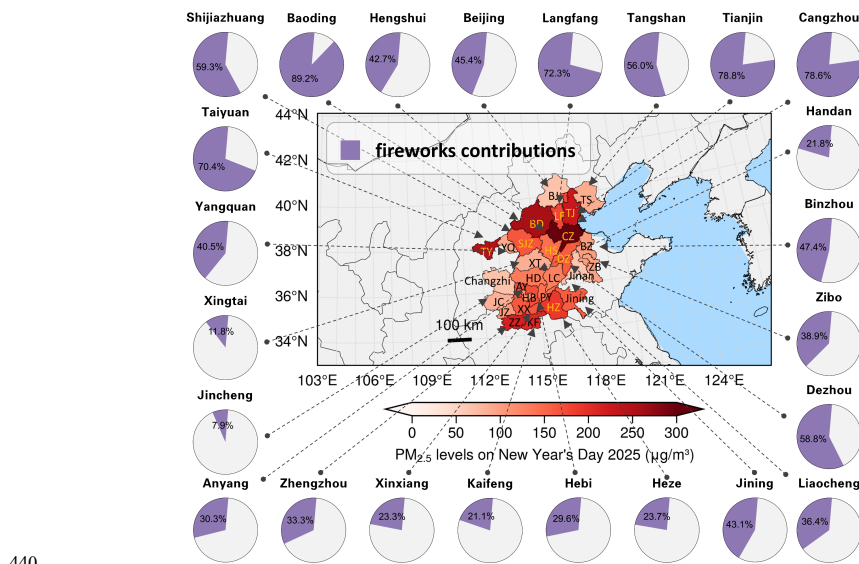 Shijiazhuang Baoding Hengshui Beijing Langfang Tangshan Tianjin Cangzhou
59.3% 89.2% 42.7% 45.4% 72.3% 56.0% 78.8% 78.6%
Taiyuan
70.4%
Yangquan
40.5%
Xingtai
11.8%
Jincheng
7.9%
44°N
42°N
40°N
38°N
36°N
34°N
fireworks contributions
BJ
TS
TJ
BD
CZ
SJZ
HS
TY
YQ
BZ
DZ
XT
ZB
HD
LC
Jinan
Changzhi
AY
HB
PY
Jining
JC
JZ
XX
HZ
ZZ
KF
100 km
103°E 106°E 109°E 112°E 115°E 118°E 121°E 124°E
0 50 100 150 200 250 300
PM2.5 levels on New Year's Day 2025 (μg/m³)
Handan
21.8%
Binzhou
47.4%
Zibo
38.9%
Dezhou
58.8%
Anyang Zhengzhou Xinxiang Kaifeng Hebi Heze Jining Liaocheng
30.3% 33.3% 23.3% 21.1% 29.6% 23.7% 43.1% 36.4%
440